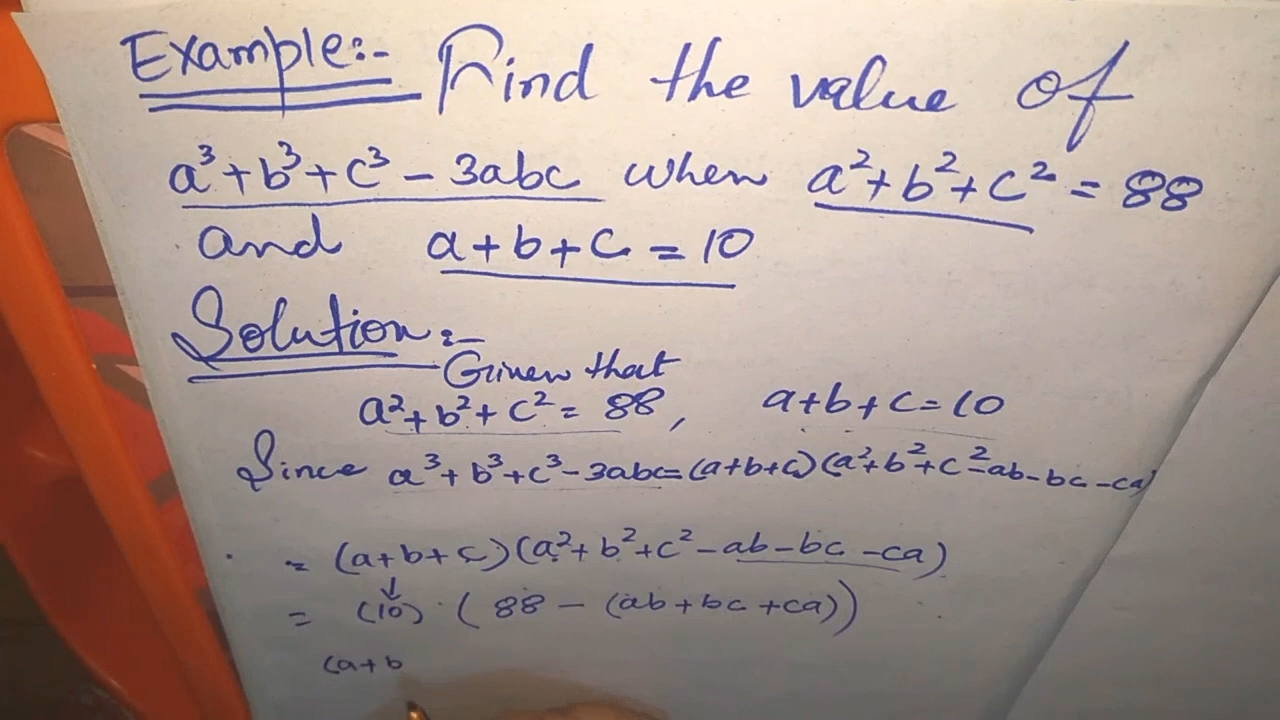 Example:- Find the value of
a³+b³+c³-3abc when a²+b²+c²=88
and a+b+c=10
Solution:-
Given that
a²+b²+c²=88, a+b+c=10
Since a³+b³+c³-3abc=(a+b+c)(a²+b²+c²-ab-bc-ca)
=(a+b+c)(a²+b²+c²-ab-bc-ca)
=(10)·(88-(ab+bc+ca))
(a+b